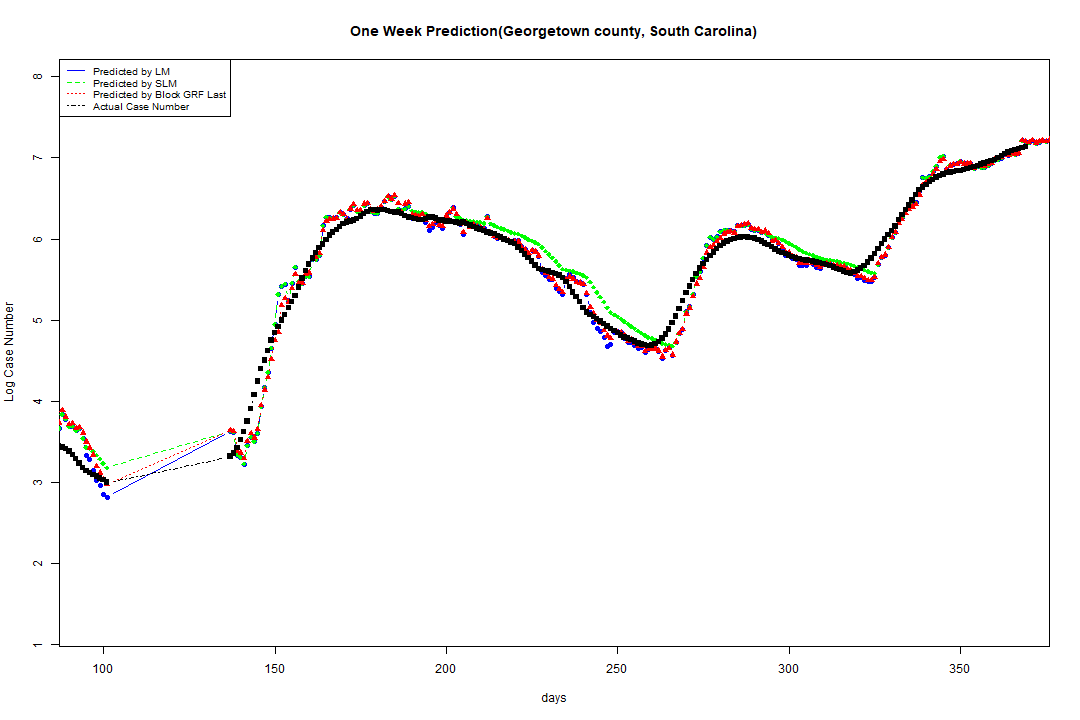 One Week Prediction(Georgetown county, South Carolina)
Predicted by LM
Predicted by SLM
Predicted by Block GRF Last
Actual Case Number
Log Case Number
8
7
6
5
4
3
2
1
100 150 200 250 300 350
days